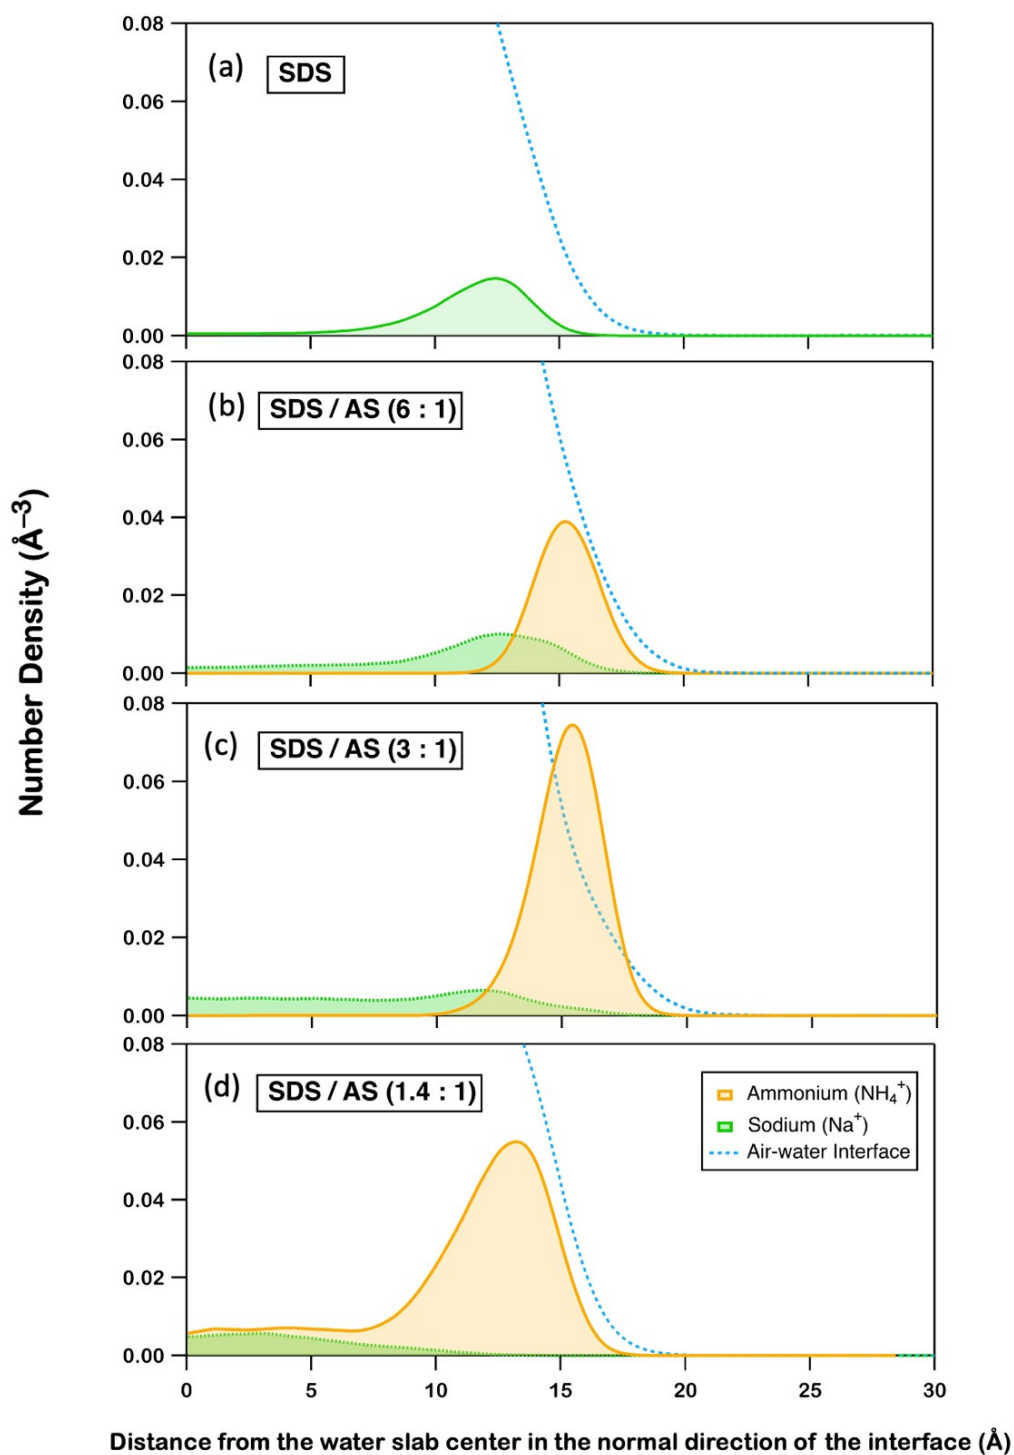 Number Density (Å⁻³)
0.08
(a) SDS
0.06
0.04
0.02
0.00
0.08
(b) SDS / AS (6 : 1)
0.06
0.04
0.02
0.00
0.08
(c) SDS / AS (3 : 1)
0.06
0.04
0.02
0.00
0.08
(d) SDS / AS (1.4 : 1)
Ammonium (NH₄⁺)
Sodium (Na⁺)
Air-water Interface
0.06
0.04
0.02
0.00
0 5 10 15 20 25 30
Distance from the water slab center in the normal direction of the interface (Å)